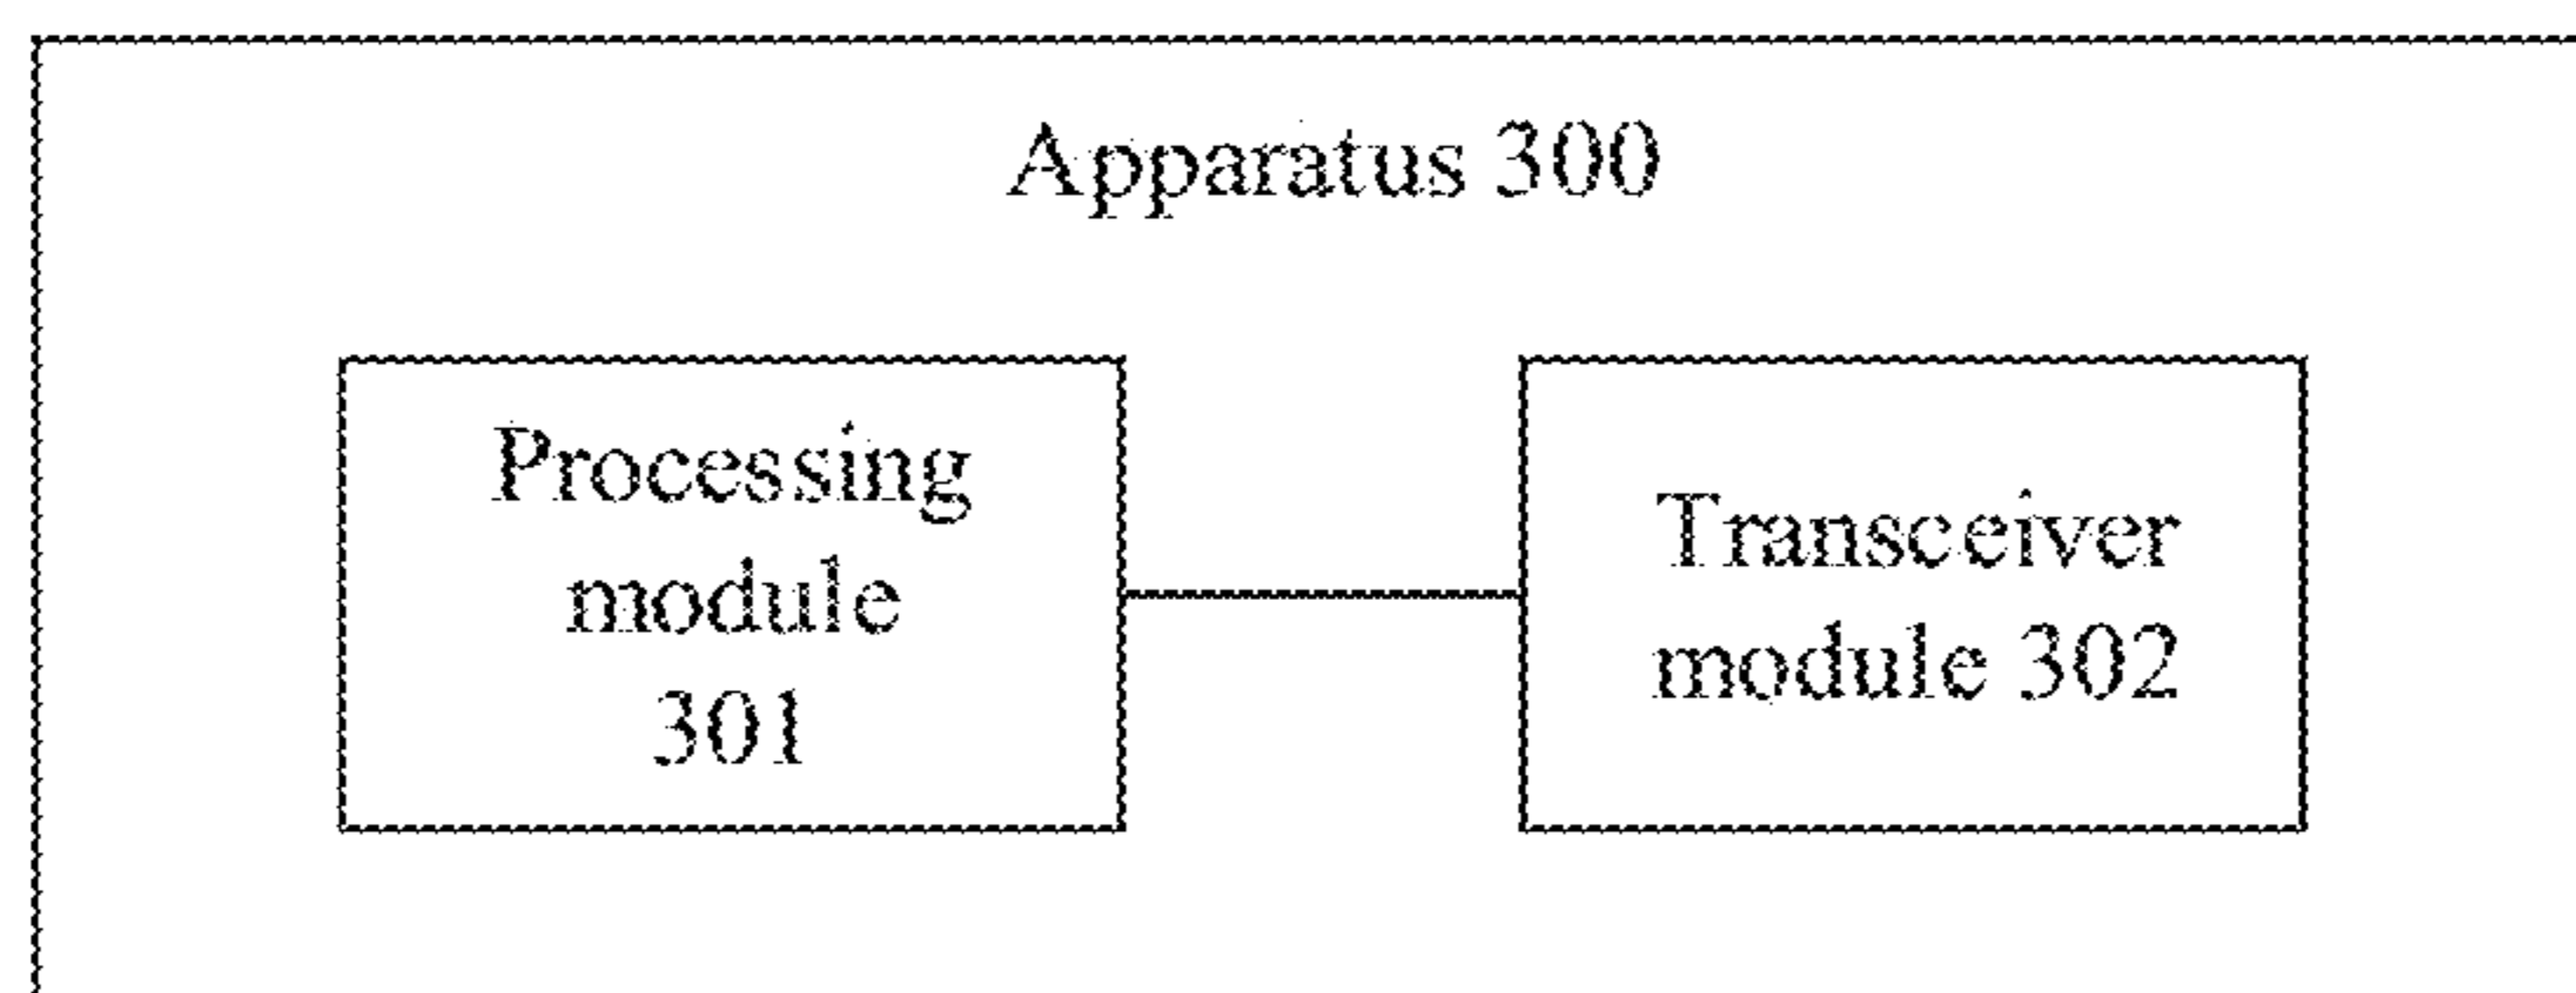 Apparatus 300
Processing
module
301
Transceiver
module 302